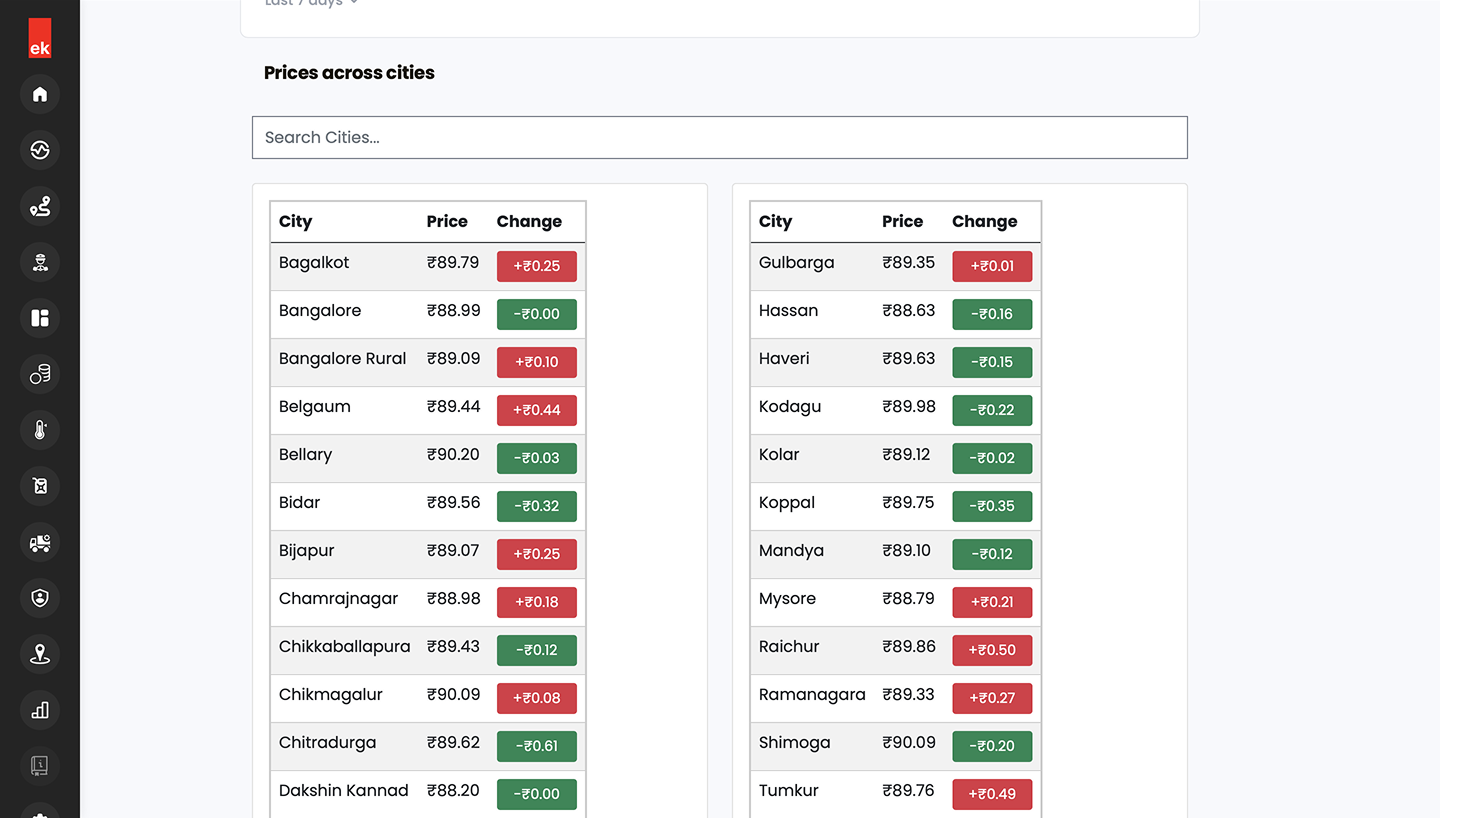 Last 7 days
ek
Prices across cities
Search Cities...
City Price Change
Bagalkot ₹89.79 +₹0.25
Bangalore ₹88.99 -₹0.00
Bangalore Rural ₹89.09 +₹0.10
Belgaum ₹89.44 +₹0.44
Bellary ₹90.20 -₹0.03
Bidar ₹89.56 -₹0.32
Bijapur ₹89.07 +₹0.25
Chamrajnagar ₹88.98 +₹0.18
Chikkaballapura ₹89.43 -₹0.12
Chikmagalur ₹90.09 +₹0.08
Chitradurga ₹89.62 -₹0.61
Dakshin Kannad ₹88.20 -₹0.00
City Price Change
Gulbarga ₹89.35 +₹0.01
Hassan ₹88.63 -₹0.16
Haveri ₹89.63 -₹0.15
Kodagu ₹89.98 -₹0.22
Kolar ₹89.12 -₹0.02
Koppal ₹89.75 -₹0.35
Mandya ₹89.10 -₹0.12
Mysore ₹88.79 +₹0.21
Raichur ₹89.86 +₹0.50
Ramanagara ₹89.33 +₹0.27
Shimoga ₹90.09 -₹0.20
Tumkur ₹89.76 +₹0.49